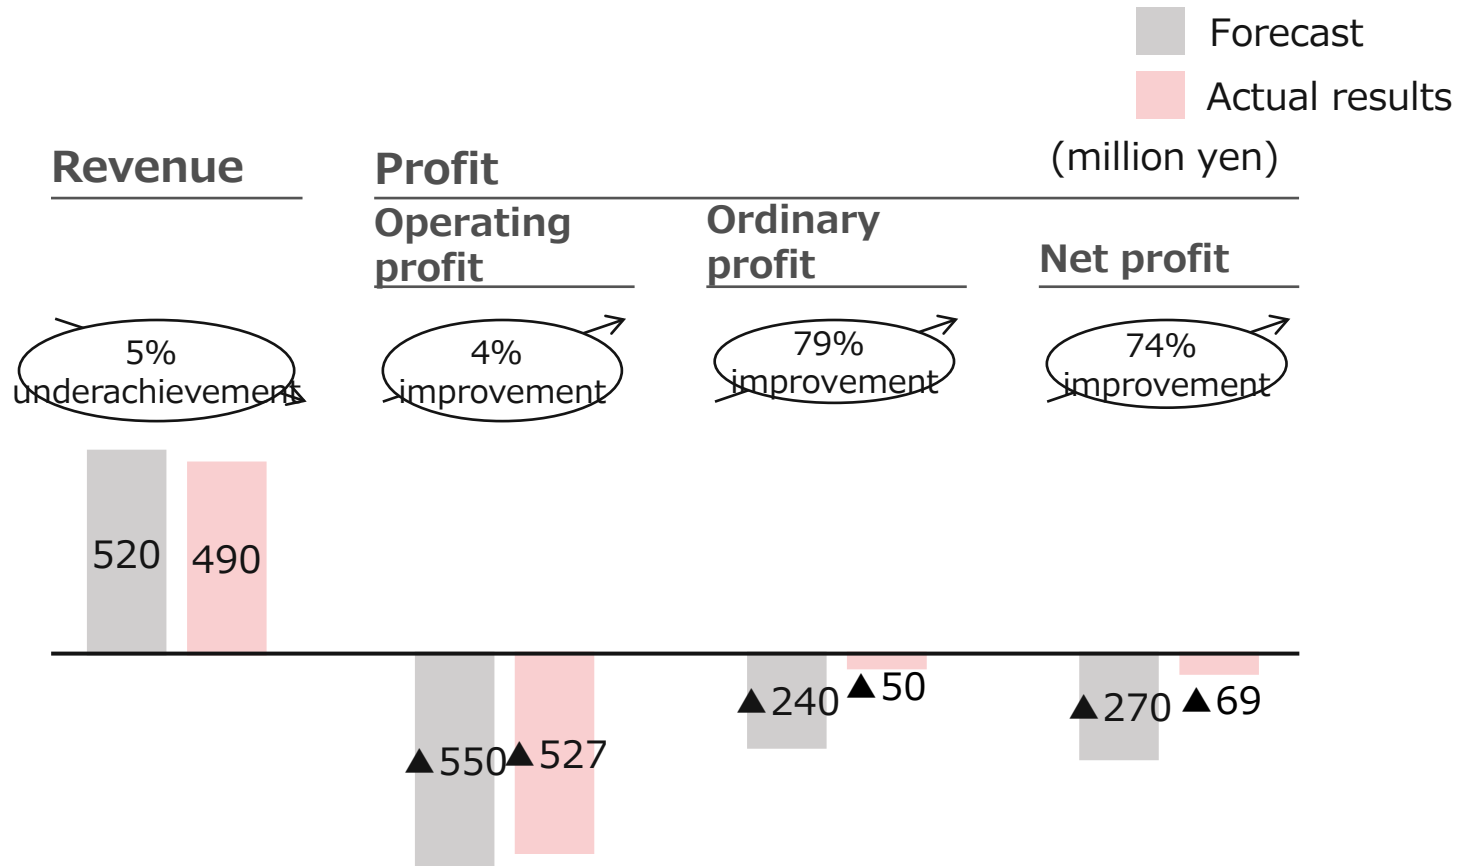 Forecast
Actual results
(million yen)
Revenue
Profit
Operating
profit
Ordinary
profit
Net profit
5%
underachievement
4%
improvement
79%
improvement
74%
improvement
520
490
▲550
▲527
▲240
▲50
▲270
▲69